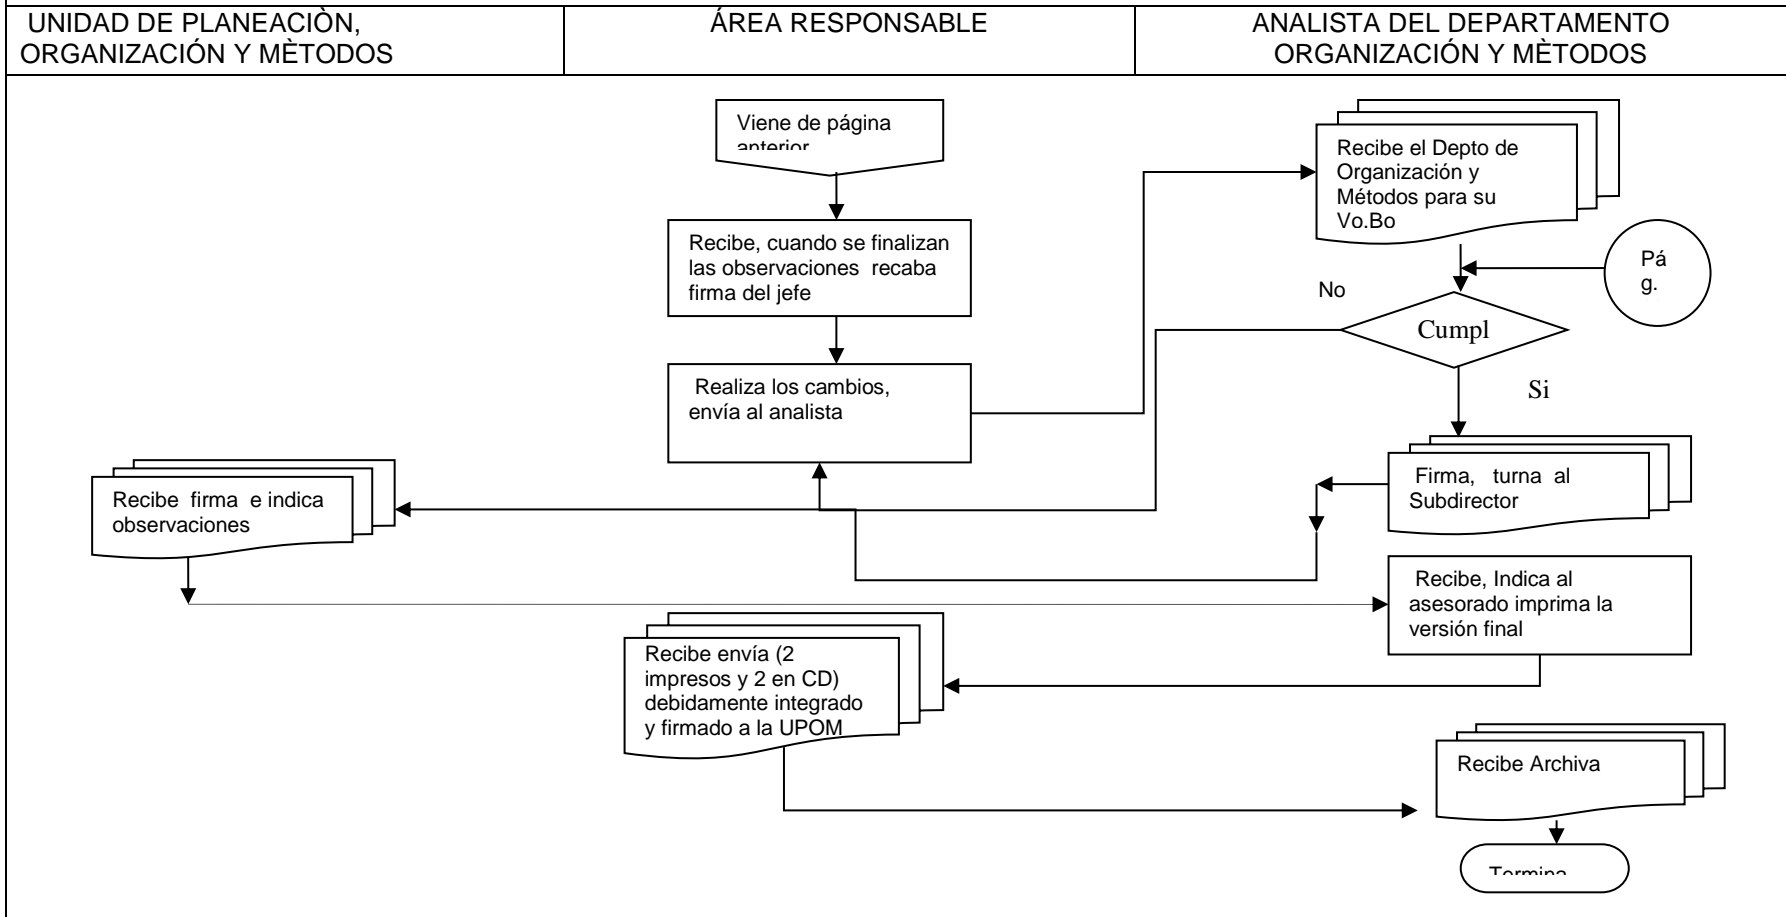 UNIDAD DE PLANEACIÒN,
ORGANIZACIÓN Y MÈTODOS
ÁREA RESPONSABLE
ANALISTA DEL DEPARTAMENTO
ORGANIZACIÓN Y MÈTODOS
Viene de página
anterior
Recibe el Depto de
Organización y
Métodos para su
Vo.Bo
Recibe, cuando se finalizan
las observaciones recaba
firma del jefe
Pá
g.
No
Cumpl
Realiza los cambios,
envía al analista
Si
Firma, turna al
Subdirector
Recibe firma e indica
observaciones
Recibe, Indica al
asesorado imprima la
versión final
Recibe envía (2
impresos y 2 en CD)
debidamente integrado
y firmado a la UPOM
Recibe Archiva
Termina